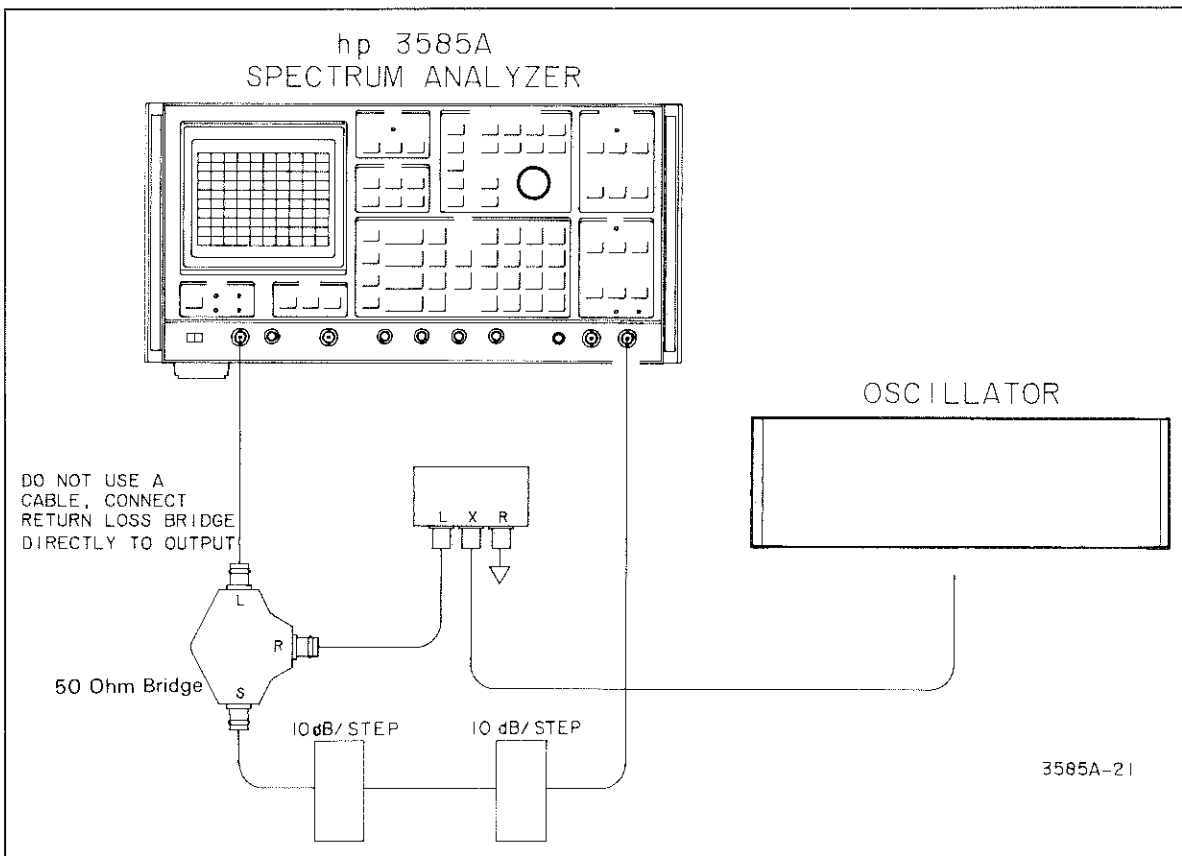 hp 3585A
SPECTRUM ANALYZER
OSCILLATOR
DO NOT USE A
CABLE, CONNECT
RETURN LOSS BRIDGE
DIRECTLY TO OUTPUT
L X R
L
R
50 Ohm Bridge
S
10dB/STEP 10 dB/STEP
3585A-21